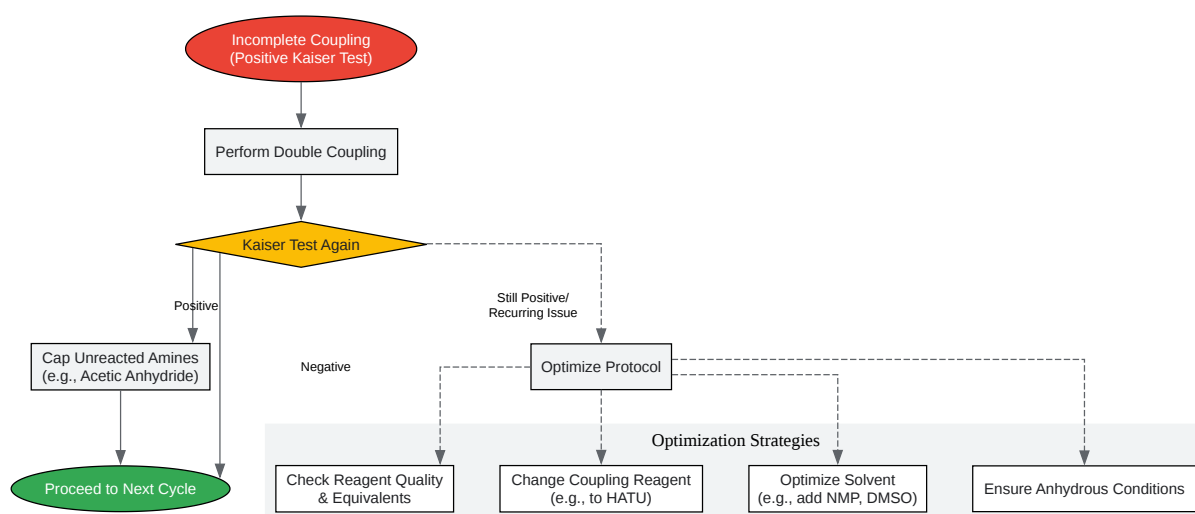 Incomplete Coupling
(Positive Kaiser Test)
Perform Double Coupling
Kaiser Test Again
Positive
Still Positive/
Recurring Issue
Cap Unreacted Amines
(e.g., Acetic Anhydride)
Negative
Optimize Protocol
Optimization Strategies
Proceed to Next Cycle
Check Reagent Quality
& Equivalents
Change Coupling Reagent
(e.g., to HATU)
Optimize Solvent
(e.g., add NMP, DMSO)
Ensure Anhydrous Conditions